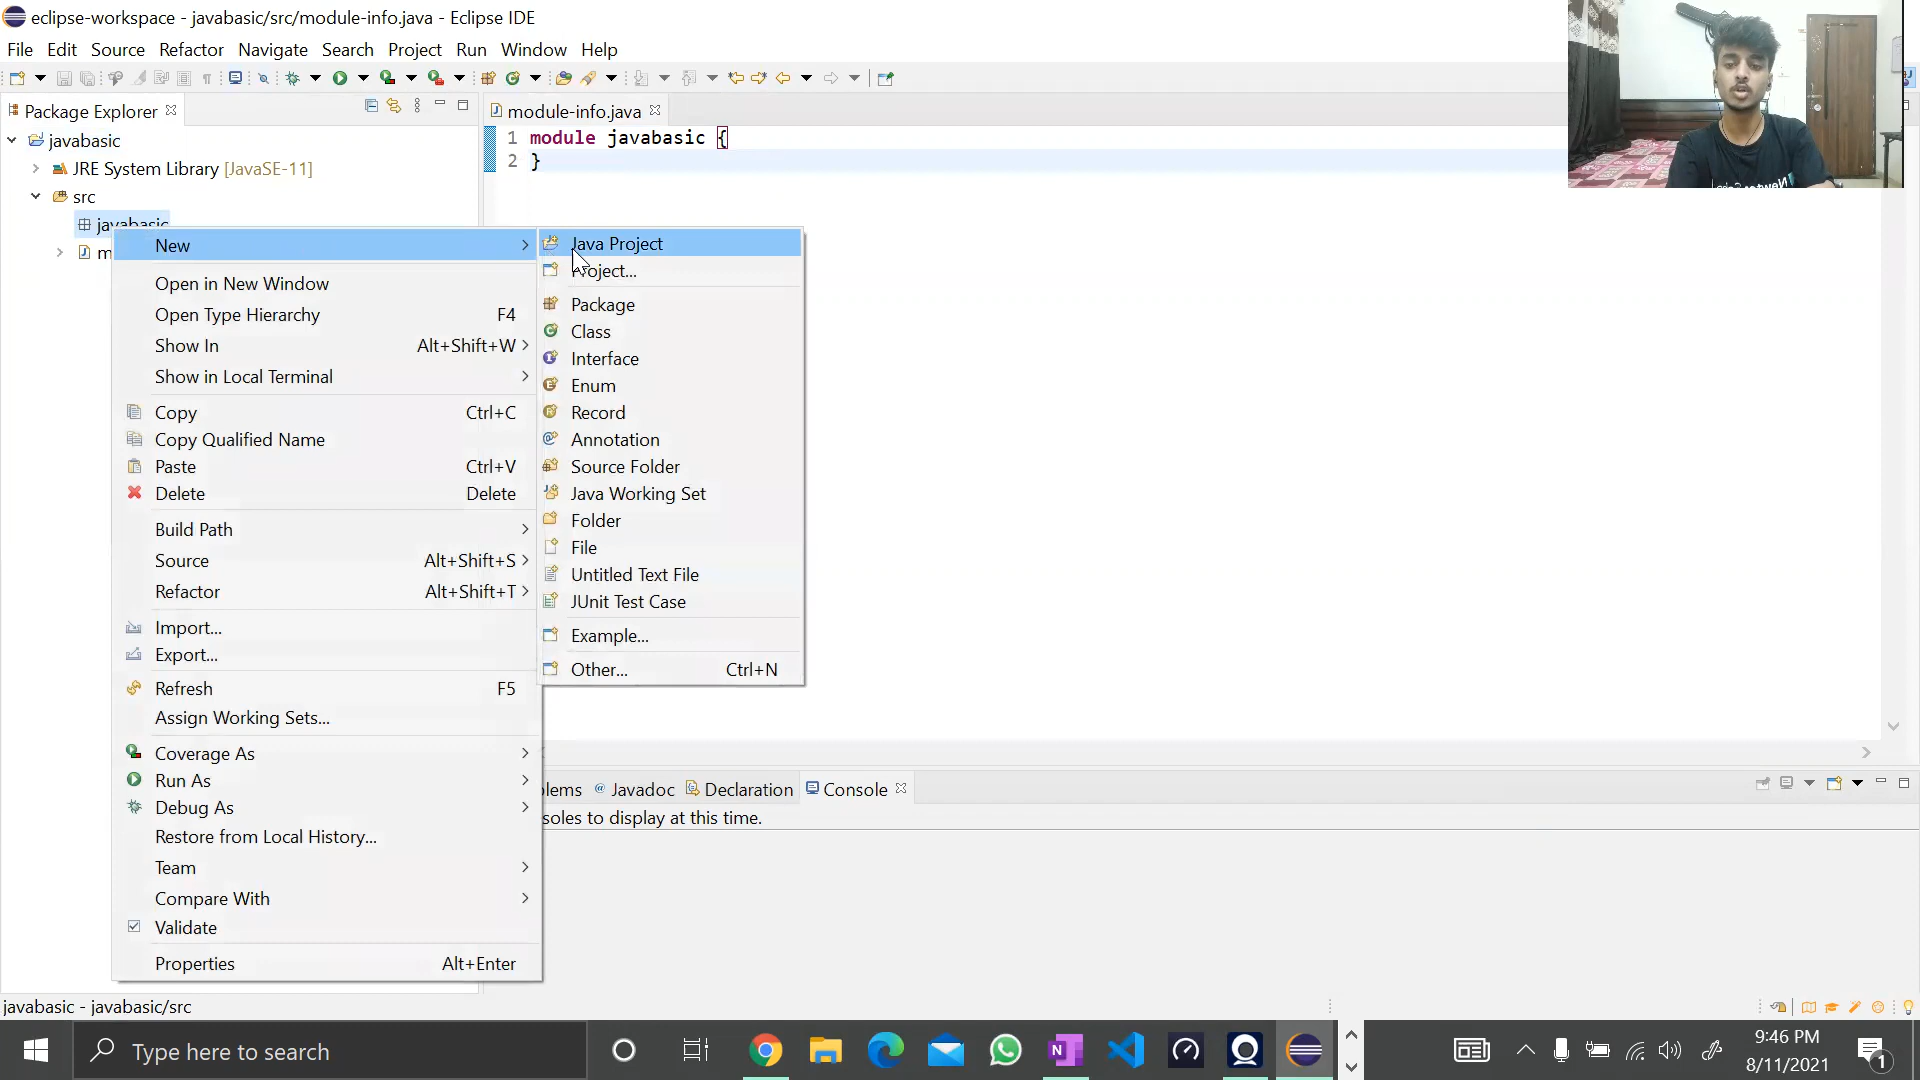 eclipse-workspace - javabasic/src/module-info.java - Eclipse IDE
File Edit Source Refactor Navigate Search Project Run Window Help
Package Explorer
module-info.java
javabasic
JRE System Library [JavaSE-11]
src
javabasic
m
1 module javabasic {
2 }
New
Open in New Window
Open Type Hierarchy F4
Show In Alt+Shift+W
Show in Local Terminal
Copy Ctrl+C
Copy Qualified Name
Paste Ctrl+V
Delete Delete
Build Path
Source Alt+Shift+S
Refactor Alt+Shift+T
Import...
Export...
Refresh F5
Assign Working Sets...
Coverage As
Run As
Debug As
Restore from Local History...
Team
Compare With
Validate
Properties Alt+Enter
Java Project
Project...
Package
Class
Interface
Enum
Record
Annotation
Source Folder
Java Working Set
Folder
File
Untitled Text File
JUnit Test Case
Example...
Other... Ctrl+N
blems Javadoc Declaration Console
soles to display at this time.
javabasic - javabasic/src
Type here to search
9:46 PM
8/11/2021
1